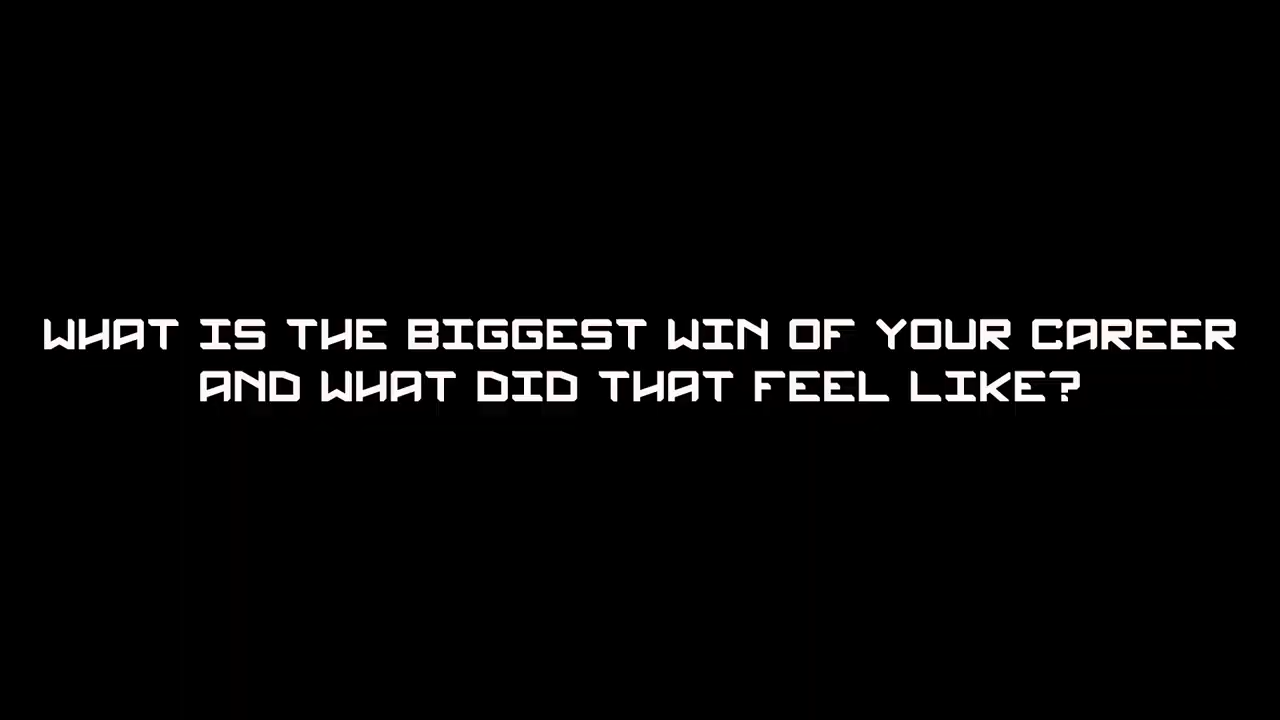 WHAT IS THE BIGGEST WIN OF YOUR CAREER
AND WHAT DID THAT FEEL LIKE?